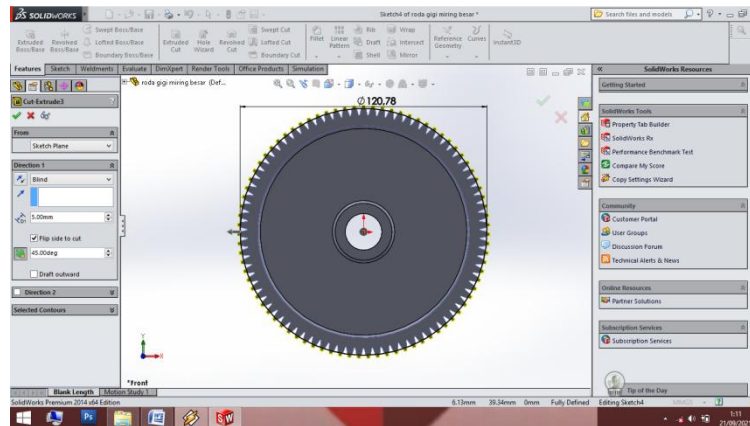 SOLIDWORKS
Sketch4 of roda gigi miring besar *
Search files and models
Extruded Boss/Base
Revolved Boss/Base
Swept Boss/Base
Lofted Boss/Base
Boundary Boss/Base
Extruded Cut
Hole Wizard
Revolved Cut
Swept Cut
Lofted Cut
Boundary Cut
Fillet
Linear Pattern
Rib
Draft
Shell
Wrap
Intersect
Mirror
Reference Geometry
Curves
Instant3D
Features Sketch Weldments Evaluate DimXpert Render Tools Office Products Simulation
roda gigi miring besar (Def...
Cut-Extrude3
From
Sketch Plane
Direction 1
Blind
5.00mm
Flip side to cut
45.00deg
Draft outward
Direction 2
Selected Contours
Ø120.78
Y
X
*Front
SolidWorks Resources
Getting Started
SolidWorks Tools
Property Tab Builder
SolidWorks Rx
Performance Benchmark Test
Compare My Score
Copy Settings Wizard
Community
Customer Portal
User Groups
Discussion Forum
Technical Alerts & News
Online Resources
Partner Solutions
Subscription Services
Subscription Services
Tip of the Day
Blank Length Motion Study 1
SolidWorks Premium 2014 x64 Edition
6.13mm 39.34mm 0mm Fully Defined Editing Sketch4 MMGS
Ps
SW
1:11